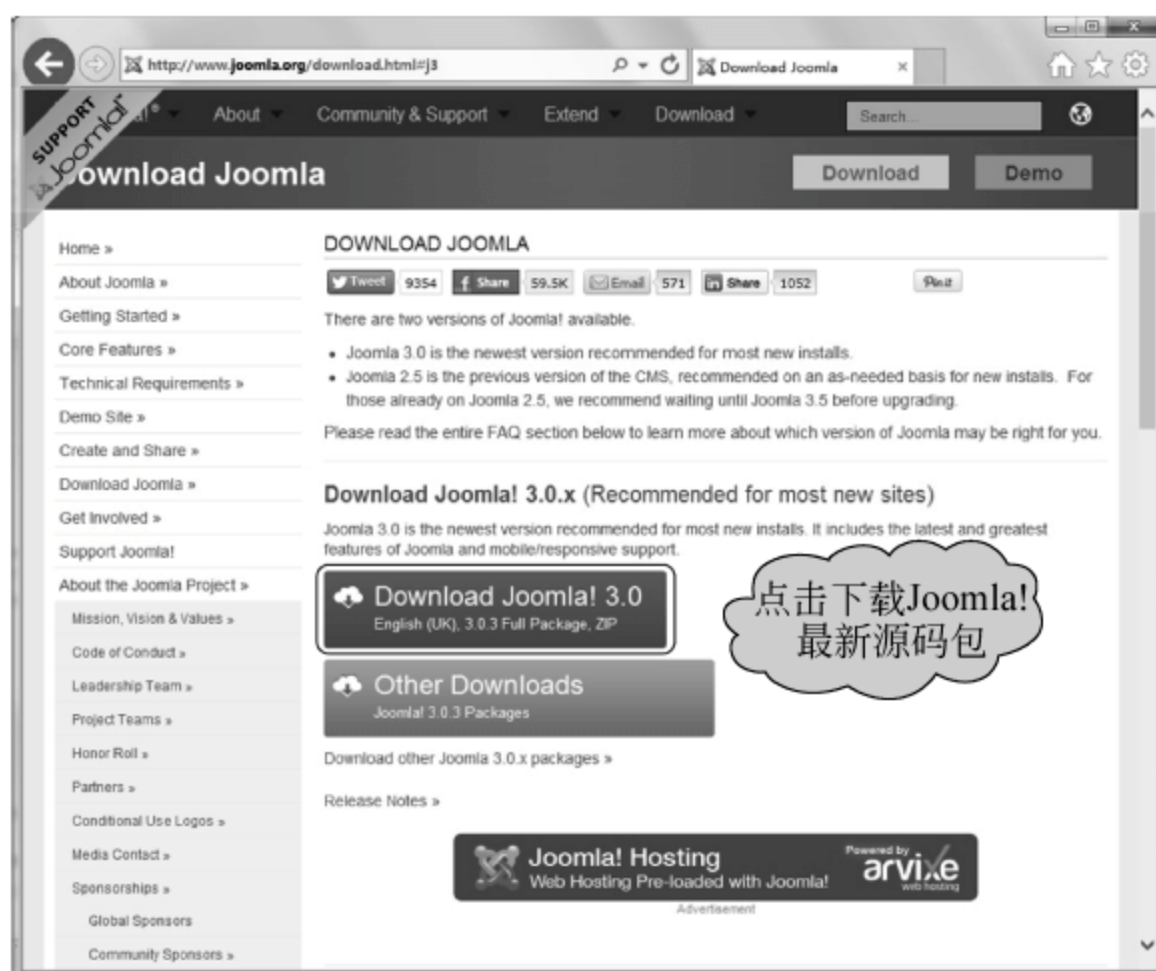 http://www.joomla.org/download.html#j3
Download Joomla
SUPPORT
Joomla!
About
Community & Support
Extend
Download
Search...
Download Joomla
Download
Demo
Home »
About Joomla »
Getting Started »
Core Features »
Technical Requirements »
Demo Site »
Create and Share »
Download Joomla »
Get Involved »
Support Joomla!
About the Joomla Project »
Mission, Vision & Values »
Code of Conduct »
Leadership Team »
Project Teams »
Honor Roll »
Partners »
Conditional Use Logos »
Media Contact »
Sponsorships »
Global Sponsors
Community Sponsors »
DOWNLOAD JOOMLA
Tweet 9354 Share 59.5K Email 571 in Share 1052 Pin it
There are two versions of Joomla! available.
• Joomla 3.0 is the newest version recommended for most new installs.
• Joomla 2.5 is the previous version of the CMS, recommended on an as-needed basis for new installs. For
those already on Joomla 2.5, we recommend waiting until Joomla 3.5 before upgrading.
Please read the entire FAQ section below to learn more about which version of Joomla may be right for you.
Download Joomla! 3.0.x (Recommended for most new sites)
Joomla 3.0 is the newest version recommended for most new installs. It includes the latest and greatest
features of Joomla and mobile/responsive support.
Download Joomla! 3.0
English (UK), 3.0.3 Full Package, ZIP
点击下载Joomla!
最新源码包
Other Downloads
Joomla! 3.0.3 Packages
Download other Joomla 3.0.x packages »
Release Notes »
Joomla! Hosting
Web Hosting Pre-loaded with Joomla!
Powered by
arvixe
web hosting
Advertisement